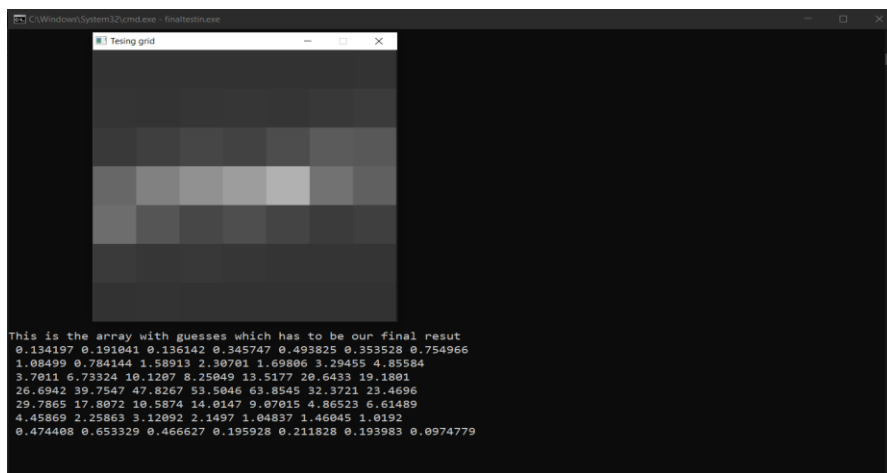 C:\Windows\System32\cmd.exe - finaltestin.exe
Tesing grid
This is the array with guesses which has to be our final resut
0.134197 0.191041 0.136142 0.345747 0.493825 0.353528 0.754966
1.08499 0.784144 1.58913 2.30701 1.69806 3.29455 4.85584
3.7011 6.73324 10.1207 8.25049 13.5177 20.6433 19.1801
26.6942 39.7547 47.8267 53.5046 63.8545 32.3721 23.4696
29.7865 17.8072 10.5874 14.0147 9.07015 4.86523 6.61489
4.45869 2.25863 3.12092 2.1497 1.04837 1.46045 1.0192
0.474408 0.653329 0.466627 0.195928 0.211828 0.193983 0.0974779